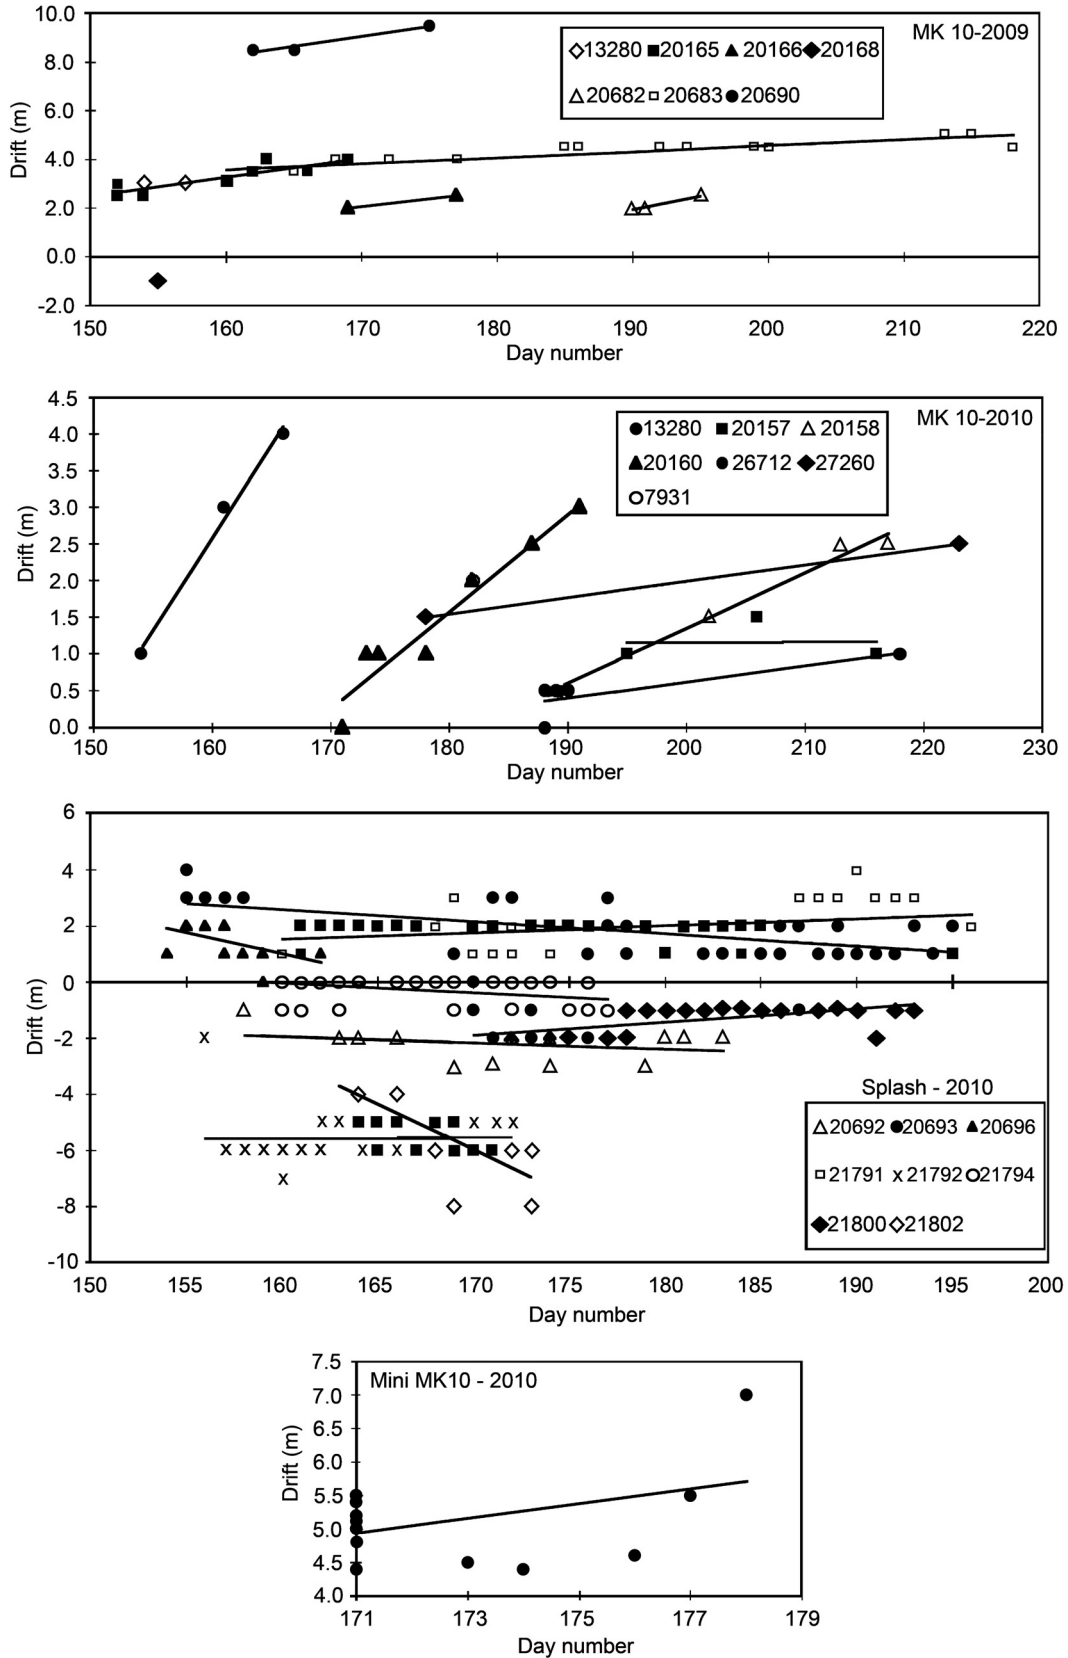 10.0
8.0
6.0
4.0
2.0
0.0
-2.0
Drift (m)
MK 10-2009
13280 20165 20166 20168
20682 20683 20690
150 160 170 180 190 200 210 220
Day number
4.5
4.0
3.5
3.0
2.5
2.0
1.5
1.0
0.5
0.0
Drift (m)
MK 10-2010
13280 20157 20158
20160 26712 27260
7931
150 160 170 180 190 200 210 220 230
Day number
6
4
2
0
-2
-4
-6
-8
-10
Drift (m)
Splash - 2010
20692 20693 20696
21791 x 21792 21794
21800 21802
150 155 160 165 170 175 180 185 190 195 200
Day number
7.5
7.0
6.5
6.0
5.5
5.0
4.5
4.0
Drift (m)
Mini MK10 - 2010
171 173 175 177 179
Day number